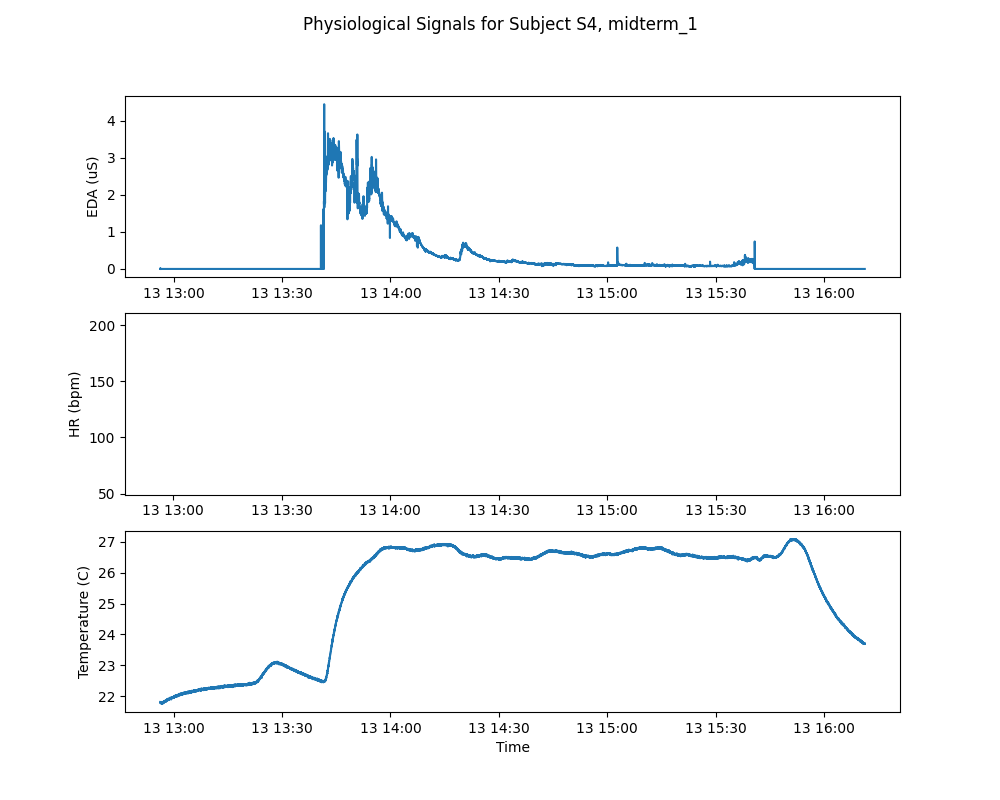 Physiological Signals for Subject S4, midterm_1
4
3
2
1
0
EDA (uS)
13 13:00 13 13:30 13 14:00 13 14:30 13 15:00 13 15:30 13 16:00
200
150
100
50
HR (bpm)
13 13:00 13 13:30 13 14:00 13 14:30 13 15:00 13 15:30 13 16:00
27
26
25
24
23
22
Temperature (C)
13 13:00 13 13:30 13 14:00 13 14:30 13 15:00 13 15:30 13 16:00
Time